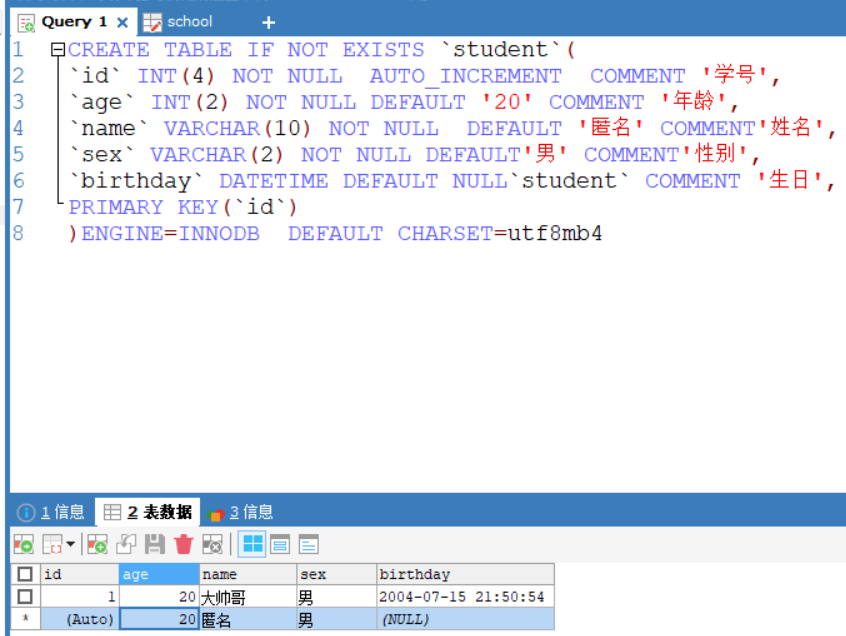 Query 1 × school +
1 CREATE TABLE IF NOT EXISTS `student`(
2 `id` INT(4) NOT NULL  AUTO_INCREMENT  COMMENT '学号',
3 `age` INT(2) NOT NULL DEFAULT '20' COMMENT '年龄',
4 `name` VARCHAR(10) NOT NULL  DEFAULT '匿名' COMMENT'姓名',
5 `sex` VARCHAR(2) NOT NULL DEFAULT'男' COMMENT'性别',
6 `birthday` DATETIME DEFAULT NULL`student` COMMENT '生日',
7 PRIMARY KEY(`id`)
8 )ENGINE=INNODB  DEFAULT CHARSET=utf8mb4
1 信息 2 表数据 3 信息
id age name sex birthday
1 20 大帅哥 男 2004-07-15 21:50:54
* (Auto) 20 匿名 男 (NULL)